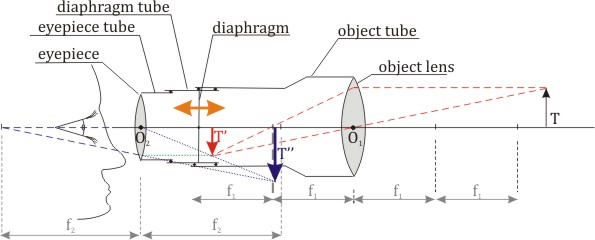 diaphragm tube
eyepiece tube
diaphragm
object tube
eyepiece
object lens
T
O₂
T'
O₁
T''
f₁
f₁
f₁
f₁
f₂
f₂